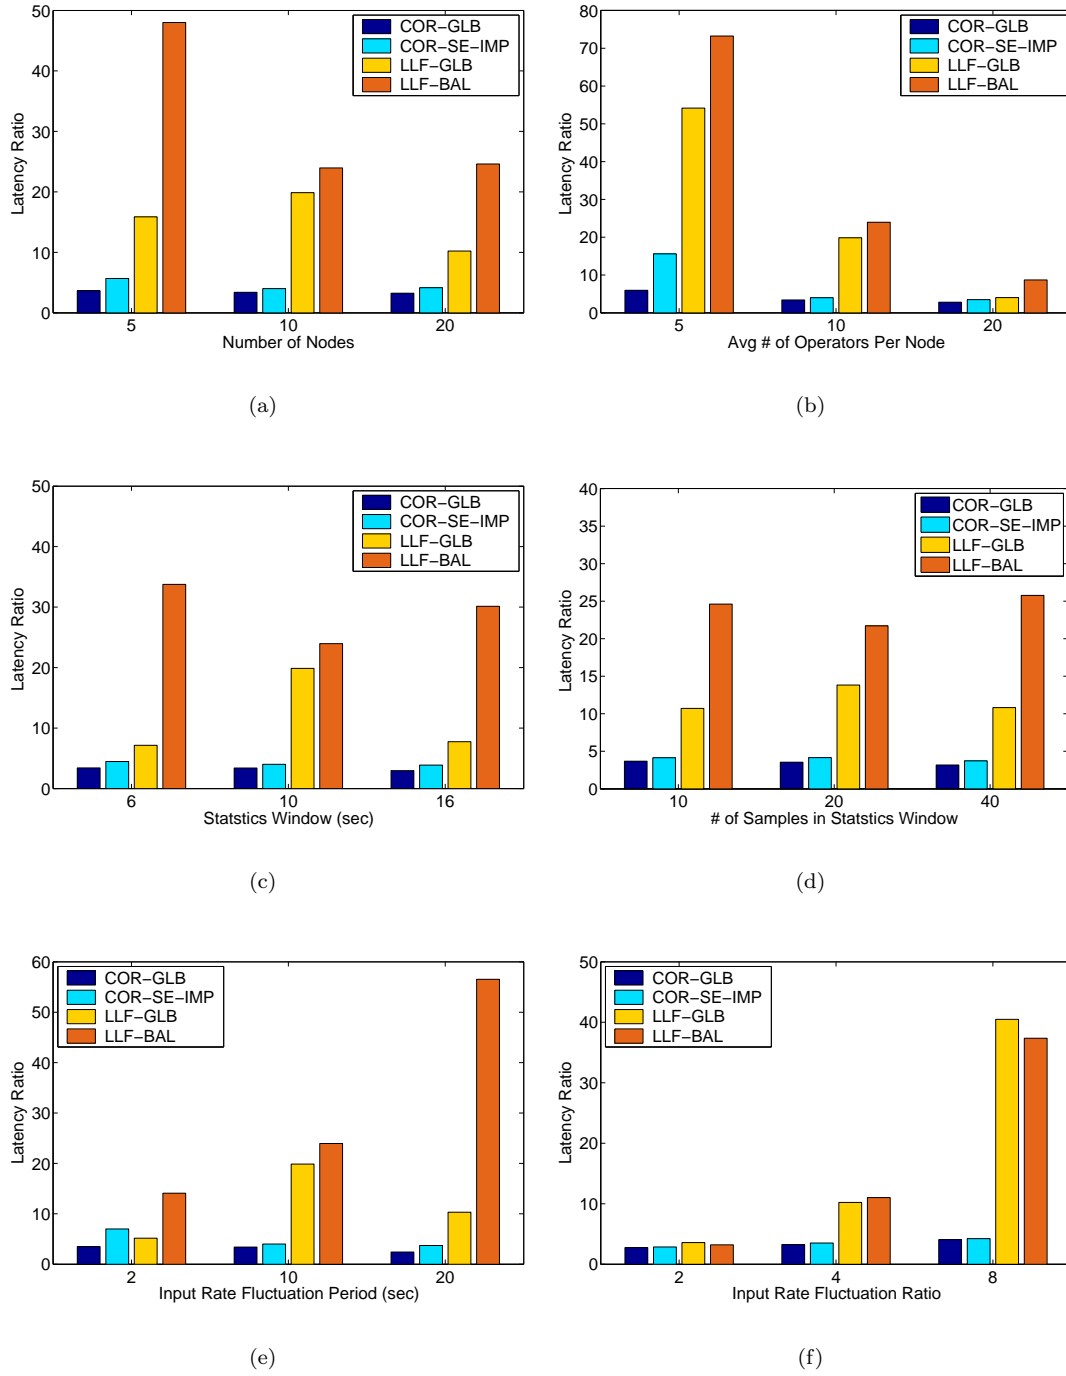 50
40
30
20
10
0
Latency Ratio
COR−GLB
COR−SE−IMP
LLF−GLB
LLF−BAL
5 10 20
Number of Nodes
(a)
80
70
60
50
40
30
20
10
0
Latency Ratio
COR−GLB
COR−SE−IMP
LLF−GLB
LLF−BAL
5 10 20
Avg # of Operators Per Node
(b)
50
40
30
20
10
0
Latency Ratio
COR−GLB
COR−SE−IMP
LLF−GLB
LLF−BAL
6 10 16
Statstics Window (sec)
(c)
40
35
30
25
20
15
10
5
0
Latency Ratio
COR−GLB
COR−SE−IMP
LLF−GLB
LLF−BAL
10 20 40
# of Samples in Statstics Window
(d)
60
50
40
30
20
10
0
Latency Ratio
COR−GLB
COR−SE−IMP
LLF−GLB
LLF−BAL
2 10 20
Input Rate Fluctuation Period (sec)
(e)
50
40
30
20
10
0
Latency Ratio
COR−GLB
COR−SE−IMP
LLF−GLB
LLF−BAL
2 4 8
Input Rate Fluctuation Ratio
(f)